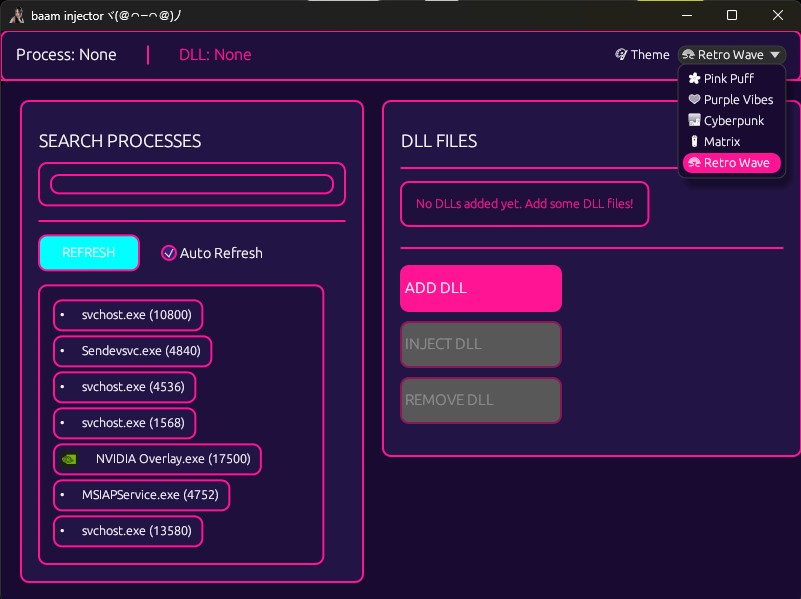 baam injector ヾ(＠⌒ー⌒＠)ノ
Process: None | DLL: None
Theme Retro Wave
Pink Puff
Purple Vibes
Cyberpunk
Matrix
Retro Wave
SEARCH PROCESSES
REFRESH
Auto Refresh
svchost.exe (10800)
Sendevsvc.exe (4840)
svchost.exe (4536)
svchost.exe (1568)
NVIDIA Overlay.exe (17500)
MSIAPService.exe (4752)
svchost.exe (13580)
DLL FILES
No DLLs added yet. Add some DLL files!
ADD DLL
INJECT DLL
REMOVE DLL